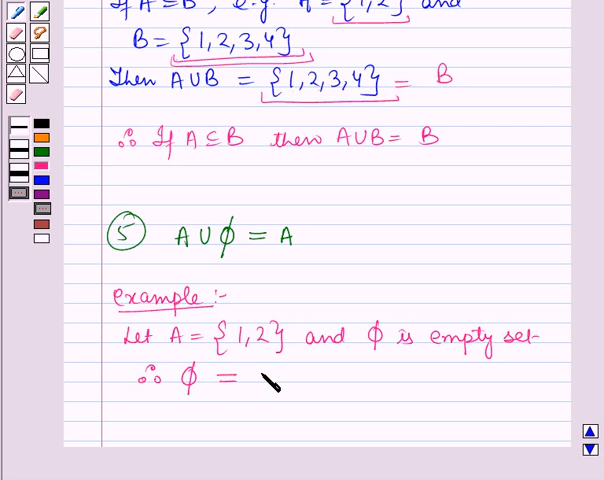 If A ⊆ B, e.g. A = {1,2} and
B = {1,2,3,4}
Then A∪B = {1,2,3,4} = B
∴ If A ⊆ B then A∪B = B
⑤ A ∪ ϕ = A
example :-
Let A = {1,2} and ϕ is empty set.
∴ ϕ =